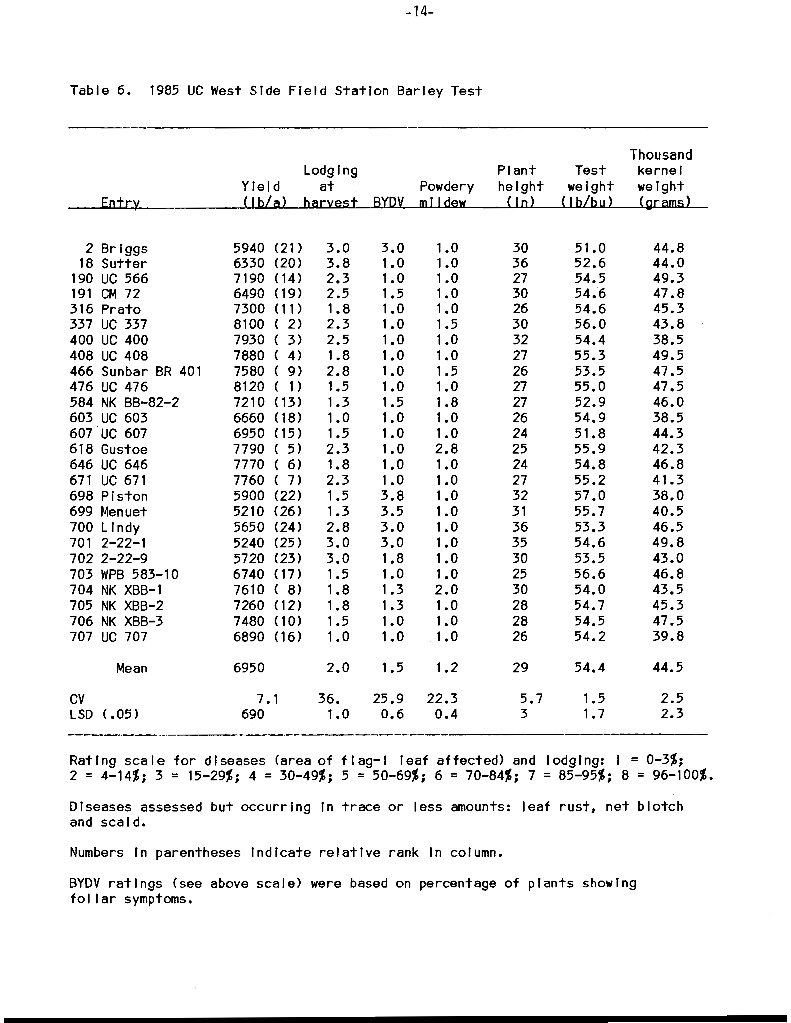 -14-
Table 6. 1985 UC West Side Field Station Barley Test
Thousand
Lodging Plant Test kernel
Yield at Powdery height weight weight
Entry (lb/a) harvest BYDV mildew (in) (lb/bu) (grams)
2 Briggs 5940 (21) 3.0 3.0 1.0 30 51.0 44.8
18 Sutter 6330 (20) 3.8 1.0 1.0 36 52.6 44.0
190 UC 566 7190 (14) 2.3 1.0 1.0 27 54.5 49.3
191 CM 72 6490 (19) 2.5 1.5 1.0 30 54.6 47.8
316 Prato 7300 (11) 1.8 1.0 1.0 26 54.6 45.3
337 UC 337 8100 ( 2) 2.3 1.0 1.5 30 56.0 43.8
400 UC 400 7930 ( 3) 2.5 1.0 1.0 32 54.4 38.5
408 UC 408 7880 ( 4) 1.8 1.0 1.0 27 55.3 49.5
466 Sunbar BR 401 7580 ( 9) 2.8 1.0 1.5 26 53.5 47.5
476 UC 476 8120 ( 1) 1.5 1.0 1.0 27 55.0 47.5
584 NK BB-82-2 7210 (13) 1.3 1.5 1.8 27 52.9 46.0
603 UC 603 6660 (18) 1.0 1.0 1.0 26 54.9 38.5
607 UC 607 6950 (15) 1.5 1.0 1.0 24 51.8 44.3
618 Gustoe 7790 ( 5) 2.3 1.0 2.8 25 55.9 42.3
646 UC 646 7770 ( 6) 1.8 1.0 1.0 24 54.8 46.8
671 UC 671 7760 ( 7) 2.3 1.0 1.0 27 55.2 41.3
698 Piston 5900 (22) 1.5 3.8 1.0 32 57.0 38.0
699 Menuet 5210 (26) 1.3 3.5 1.0 31 55.7 40.5
700 Lindy 5650 (24) 2.8 3.0 1.0 36 53.3 46.5
701 2-22-1 5240 (25) 3.0 3.0 1.0 35 54.6 49.8
702 2-22-9 5720 (23) 3.0 1.8 1.0 30 53.5 43.0
703 WPB 583-10 6740 (17) 1.5 1.0 1.0 25 56.6 46.8
704 NK XBB-1 7610 ( 8) 1.8 1.3 2.0 30 54.0 43.5
705 NK XBB-2 7260 (12) 1.8 1.3 1.0 28 54.7 45.3
706 NK XBB-3 7480 (10) 1.5 1.0 1.0 28 54.5 47.5
707 UC 707 6890 (16) 1.0 1.0 1.0 26 54.2 39.8
Mean 6950 2.0 1.5 1.2 29 54.4 44.5
CV 7.1 36. 25.9 22.3 5.7 1.5 2.5
LSD (.05) 690 1.0 0.6 0.4 3 1.7 2.3
Rating scale for diseases (area of flag-1 leaf affected) and lodging: 1 = 0-3%;
2 = 4-14%; 3 = 15-29%; 4 = 30-49%; 5 = 50-69%; 6 = 70-84%; 7 = 85-95%; 8 = 96-100%.
Diseases assessed but occurring in trace or less amounts: leaf rust, net blotch
and scald.
Numbers in parentheses indicate relative rank in column.
BYDV ratings (see above scale) were based on percentage of plants showing
foliar symptoms.